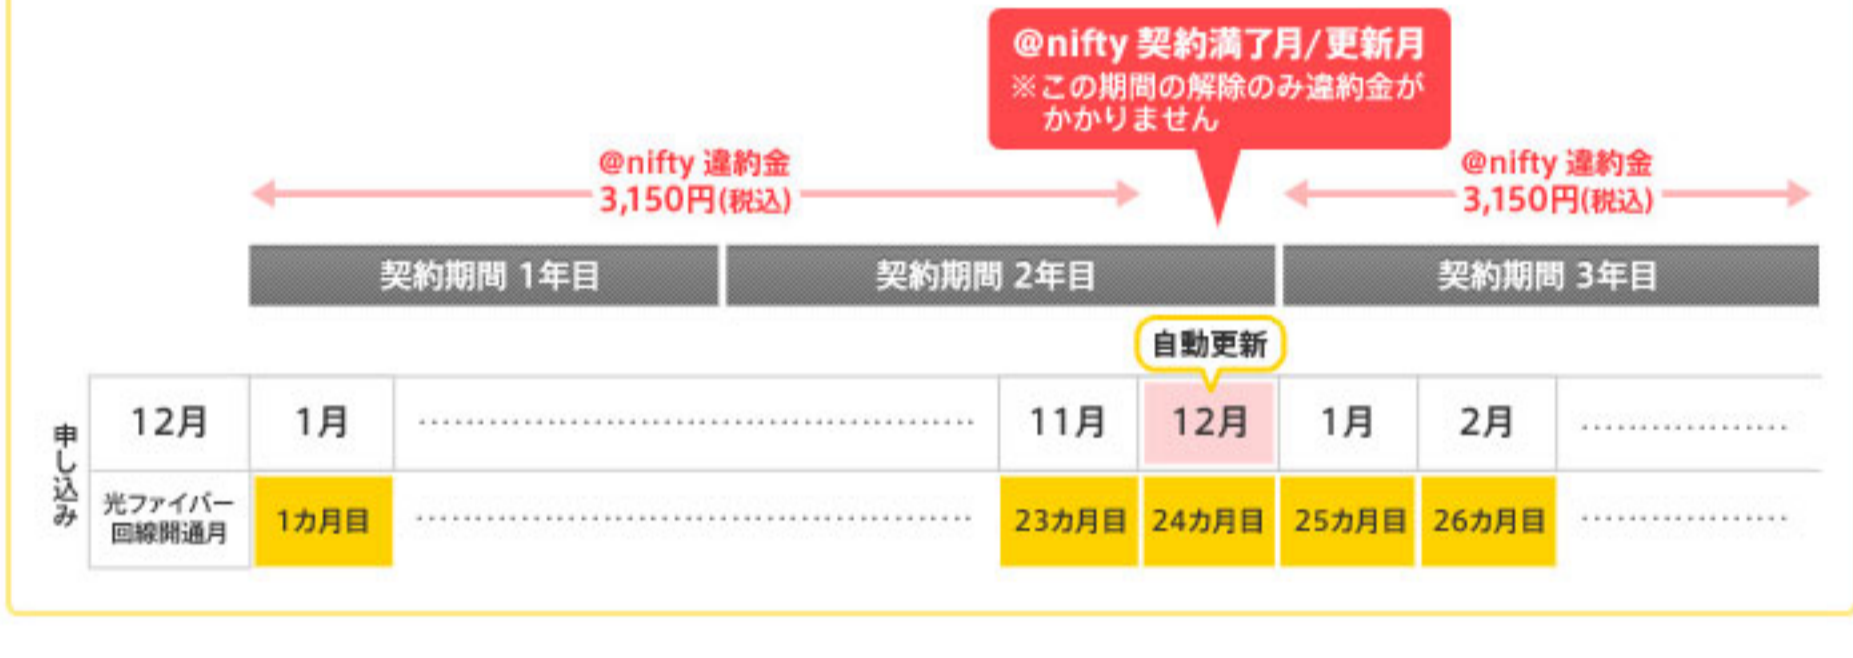 @nifty 契約満了月/更新月
※この期間の解除のみ違約金が
かかりません
@nifty 違約金
3,150円(税込)
@nifty 違約金
3,150円(税込)
契約期間 1年目
契約期間 2年目
契約期間 3年目
自動更新
申し込み
12月
1月
11月
12月
1月
2月
光ファイバー
回線開通月
1カ月目
23カ月目
24カ月目
25カ月目
26カ月目